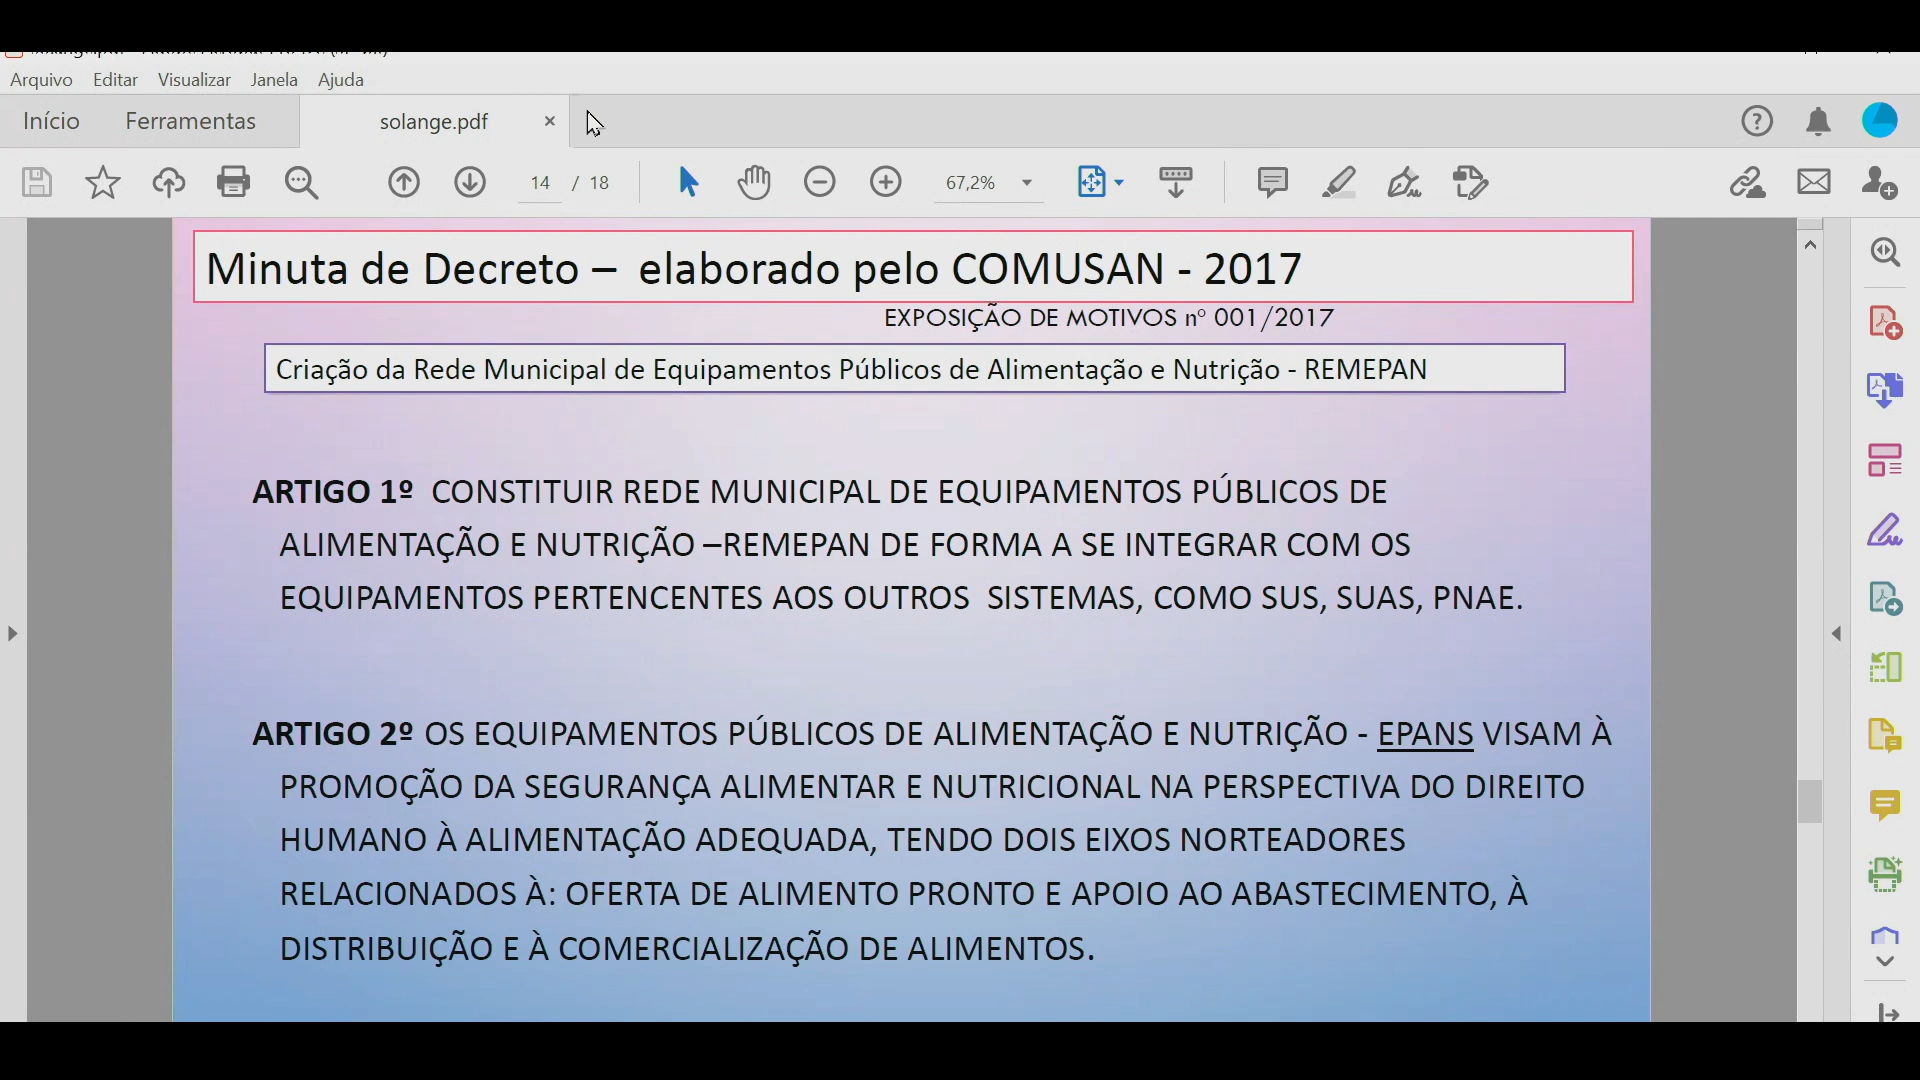 Arquivo Editar Visualizar Janela Ajuda
Início Ferramentas solange.pdf
14 / 18 67,2%
Minuta de Decreto – elaborado pelo COMUSAN - 2017
EXPOSIÇÃO DE MOTIVOS nº 001/2017
Criação da Rede Municipal de Equipamentos Públicos de Alimentação e Nutrição - REMEPAN
ARTIGO 1º CONSTITUIR REDE MUNICIPAL DE EQUIPAMENTOS PÚBLICOS DE
ALIMENTAÇÃO E NUTRIÇÃO –REMEPAN DE FORMA A SE INTEGRAR COM OS
EQUIPAMENTOS PERTENCENTES AOS OUTROS SISTEMAS, COMO SUS, SUAS, PNAE.
ARTIGO 2º OS EQUIPAMENTOS PÚBLICOS DE ALIMENTAÇÃO E NUTRIÇÃO - EPANS VISAM À
PROMOÇÃO DA SEGURANÇA ALIMENTAR E NUTRICIONAL NA PERSPECTIVA DO DIREITO
HUMANO À ALIMENTAÇÃO ADEQUADA, TENDO DOIS EIXOS NORTEADORES
RELACIONADOS À: OFERTA DE ALIMENTO PRONTO E APOIO AO ABASTECIMENTO, À
DISTRIBUIÇÃO E À COMERCIALIZAÇÃO DE ALIMENTOS.